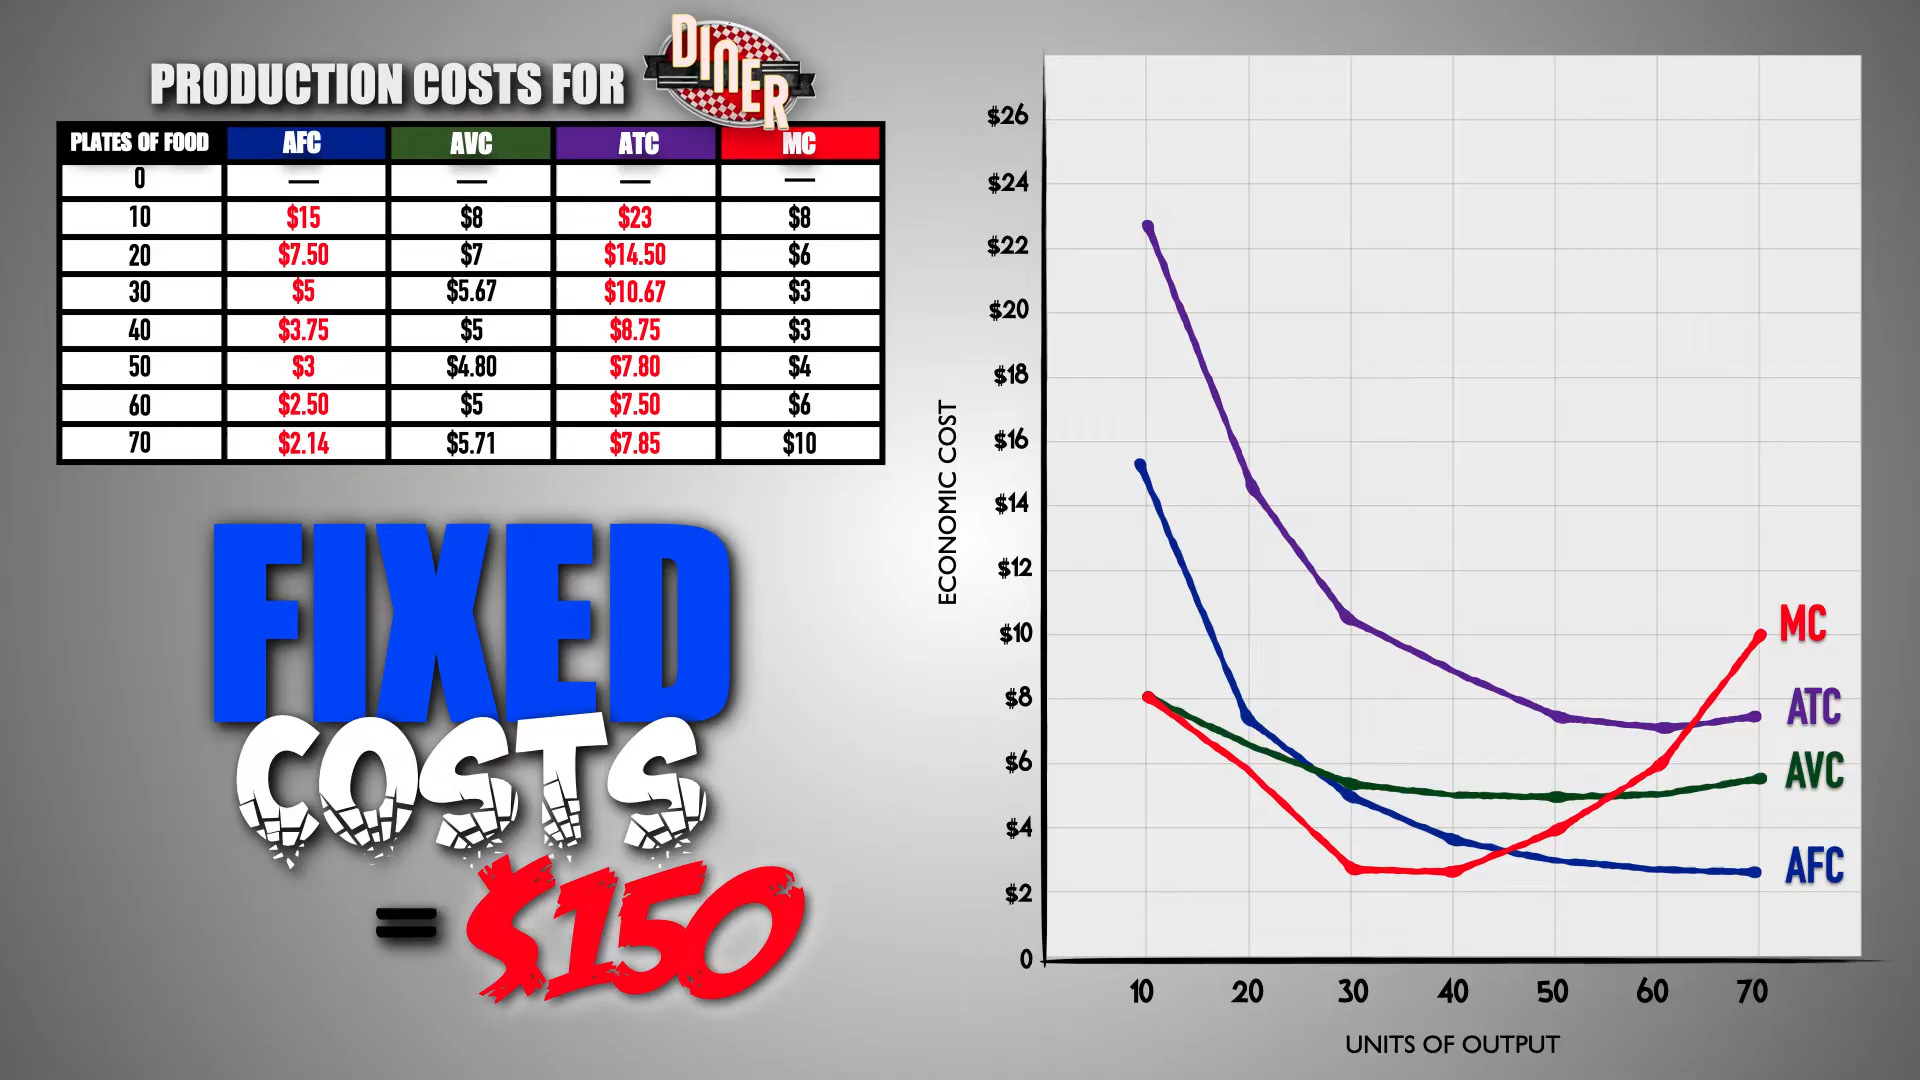 PRODUCTION COSTS FOR
DINER
PLATES OF FOOD AFC AVC ATC MC
0 — — — —
10 $15 $8 $23 $8
20 $7.50 $7 $14.50 $6
30 $5 $5.67 $10.67 $3
40 $3.75 $5 $8.75 $3
50 $3 $4.80 $7.80 $4
60 $2.50 $5 $7.50 $6
70 $2.14 $5.71 $7.85 $10
FIXED
COSTS
= $150
ECONOMIC COST
$26
$24
$22
$20
$18
$16
$14
$12
$10
$8
$6
$4
$2
0
MC
ATC
AVC
AFC
10 20 30 40 50 60 70
UNITS OF OUTPUT